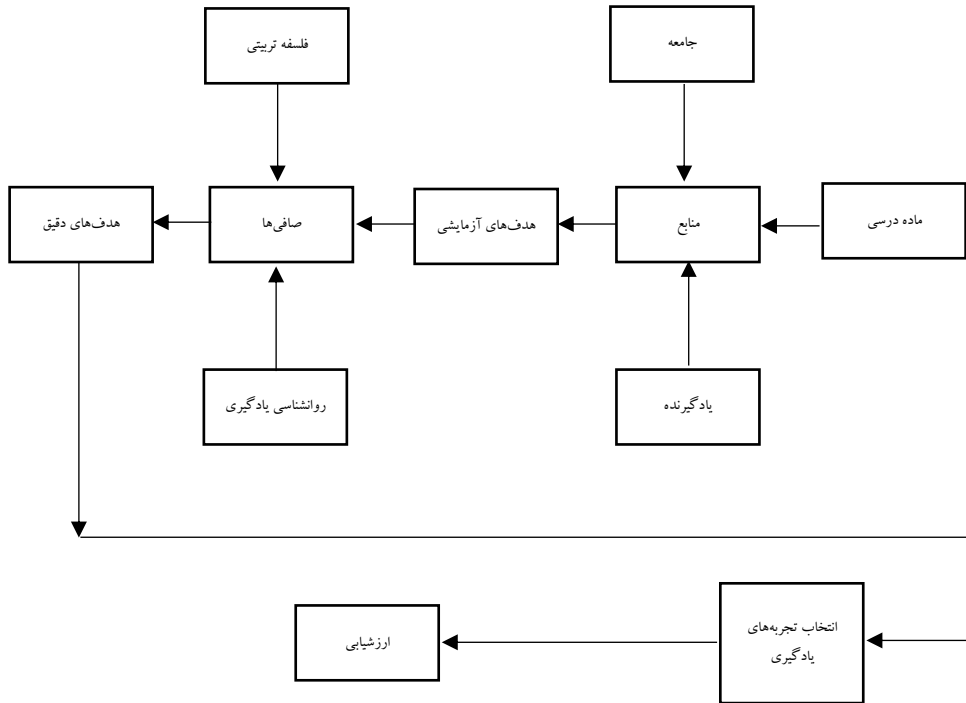 جامعه
فلسفه تربیتی
ماده درسی
منابع
هدف‌های آزمایشی
صافی‌ها
هدف‌های دقیق
یادگیرنده
روانشناسی یادگیری
انتخاب تجربه‌های
یادگیری
ارزشیابی